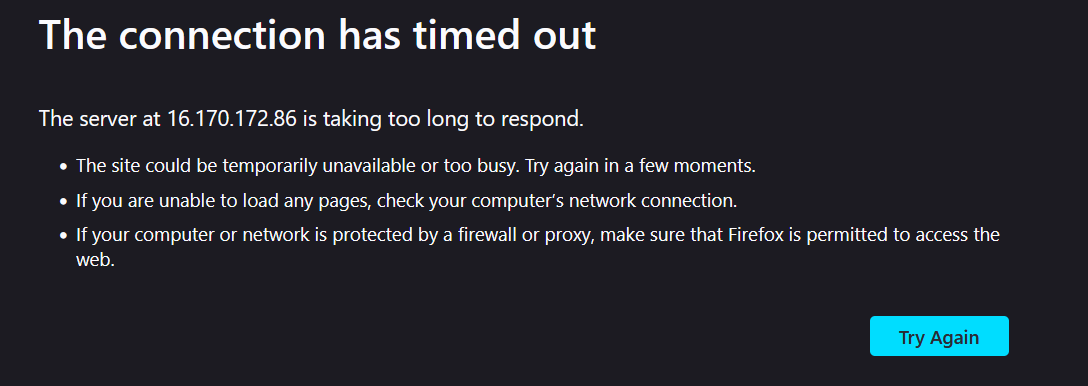 The connection has timed out
The server at 16.170.172.86 is taking too long to respond.
• The site could be temporarily unavailable or too busy. Try again in a few moments.
• If you are unable to load any pages, check your computer’s network connection.
• If your computer or network is protected by a firewall or proxy, make sure that Firefox is permitted to access the
web.
Try Again